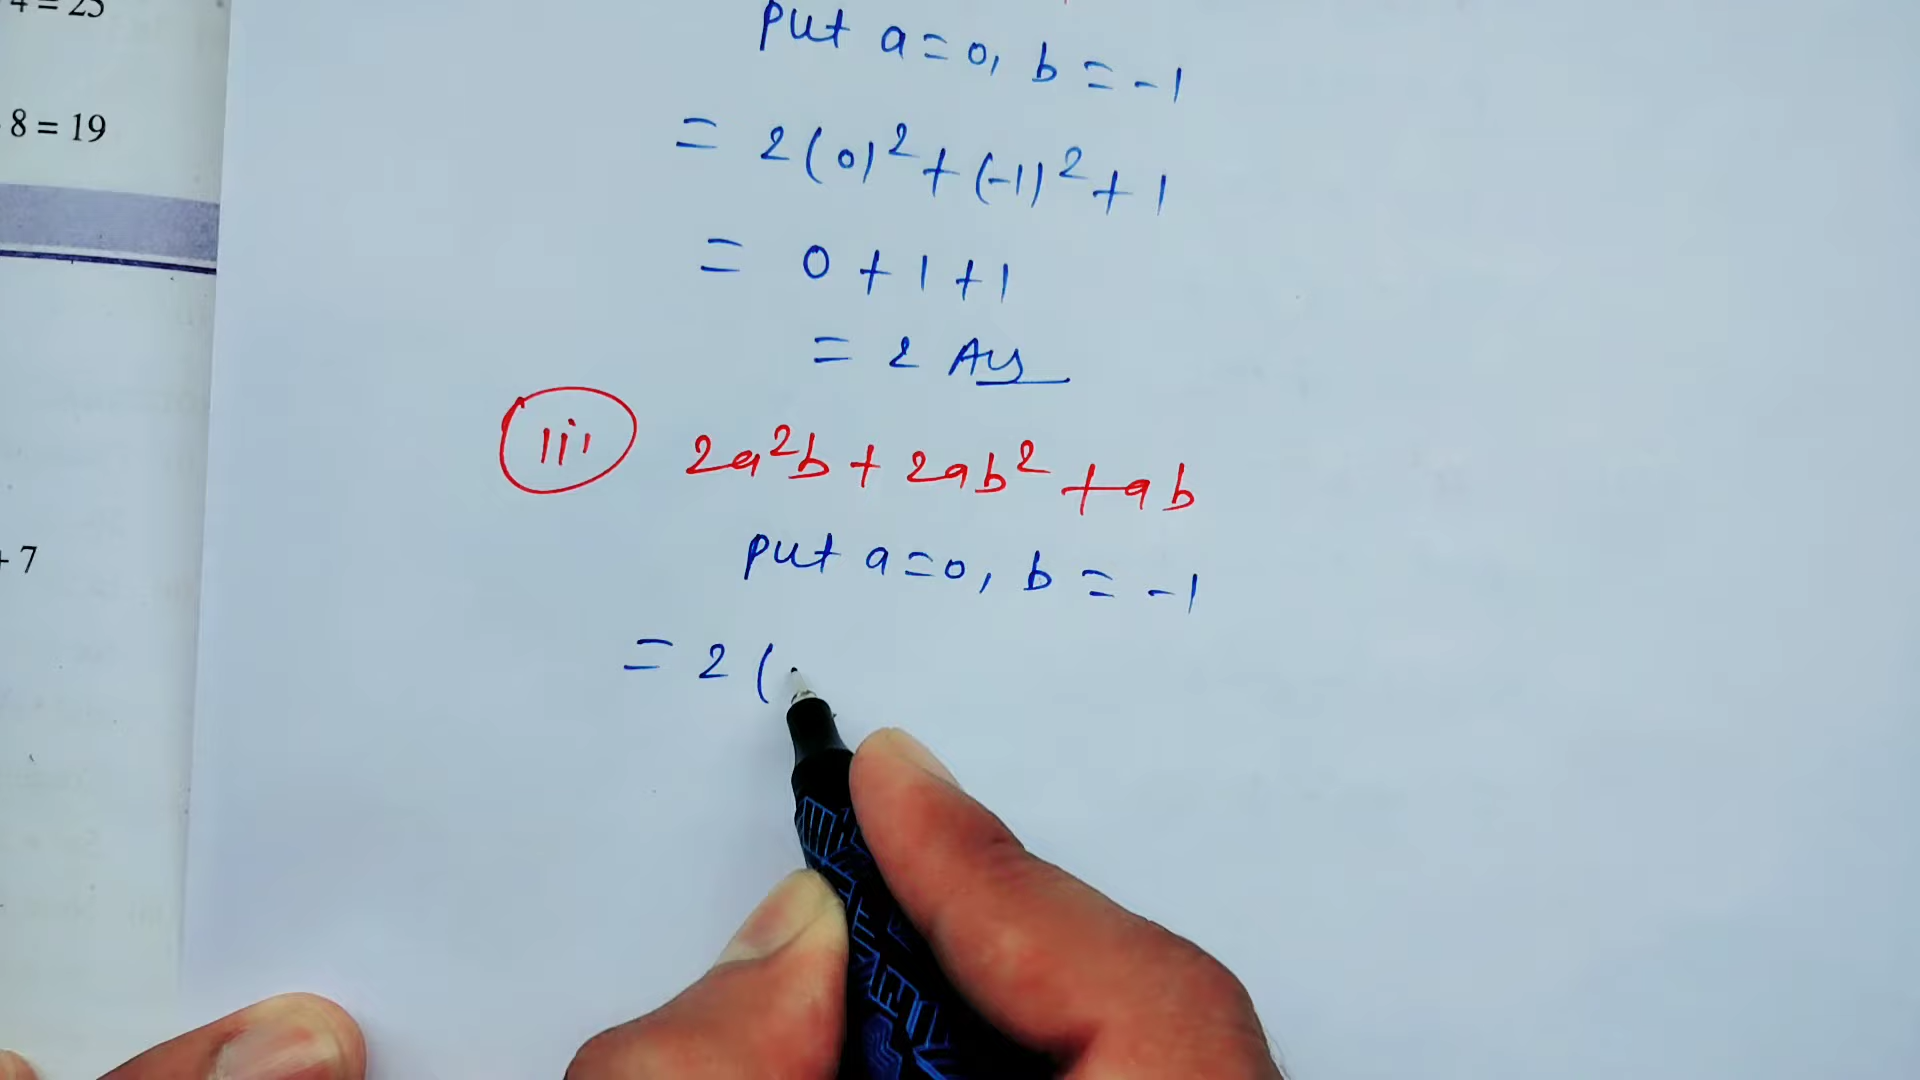 4 = 25
8 = 19
+ 7
put a = 0, b = -1
= 2(0)² + (-1)² + 1
= 0 + 1 + 1
= 2 Ans
iii 2a²b + 2ab² + ab
put a = 0, b = -1
= 2 (